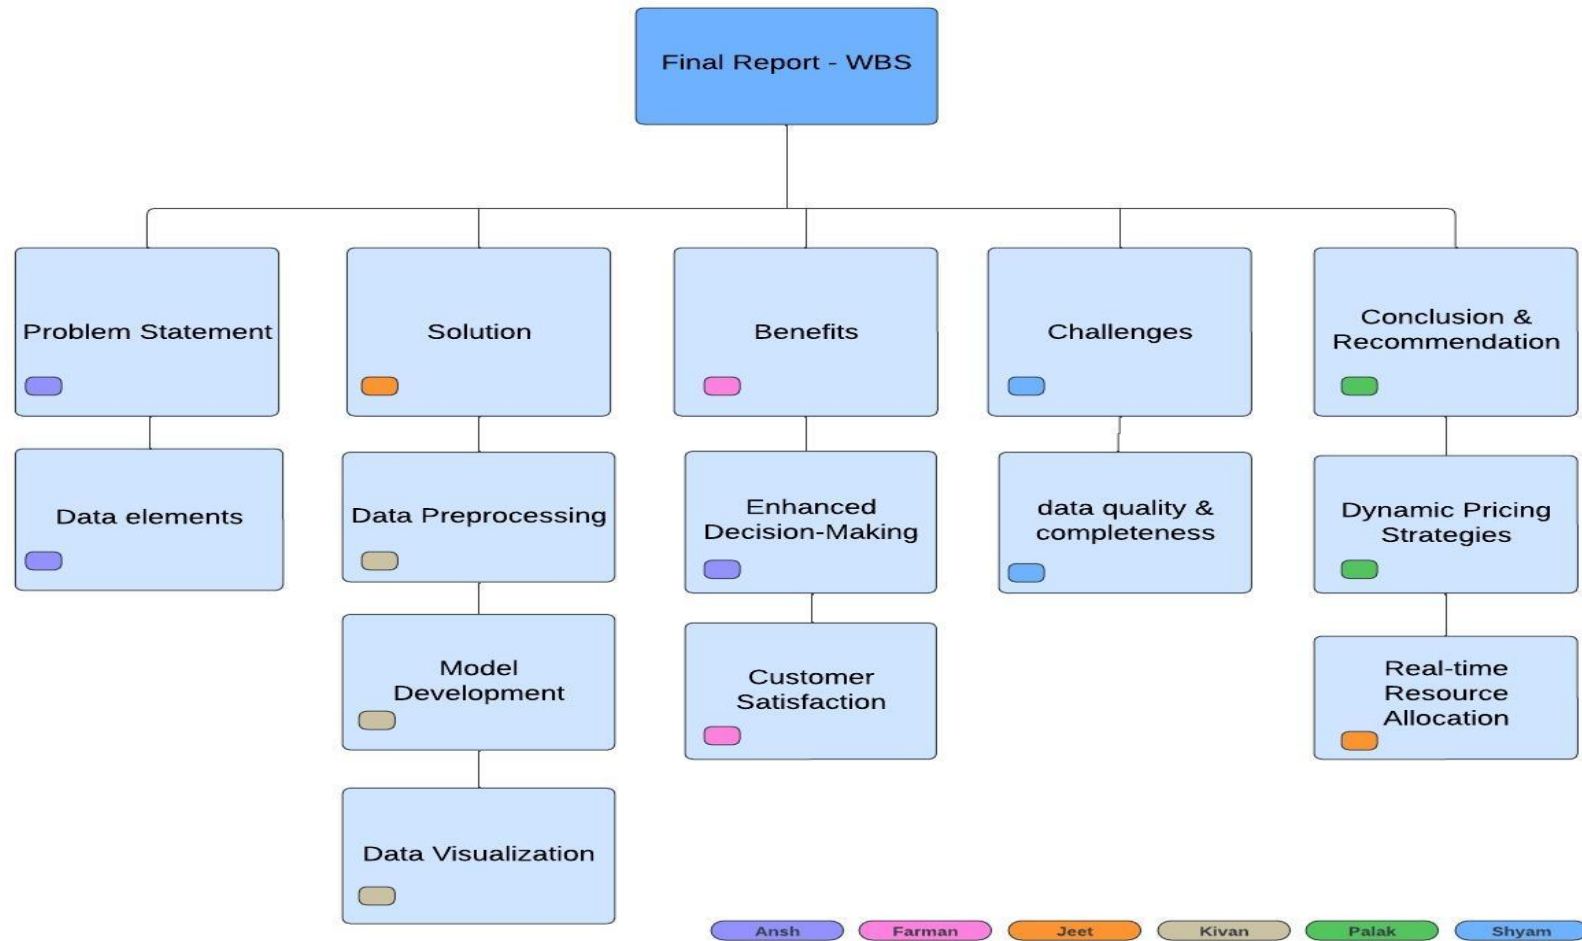 Final Report - WBS
Problem Statement
Solution
Benefits
Challenges
Conclusion &
Recommendation
Data elements
Data Preprocessing
Enhanced
Decision-Making
data quality &
completeness
Dynamic Pricing
Strategies
Model
Development
Customer
Satisfaction
Real-time
Resource
Allocation
Data Visualization
Ansh
Farman
Jeet
Kivan
Palak
Shyam